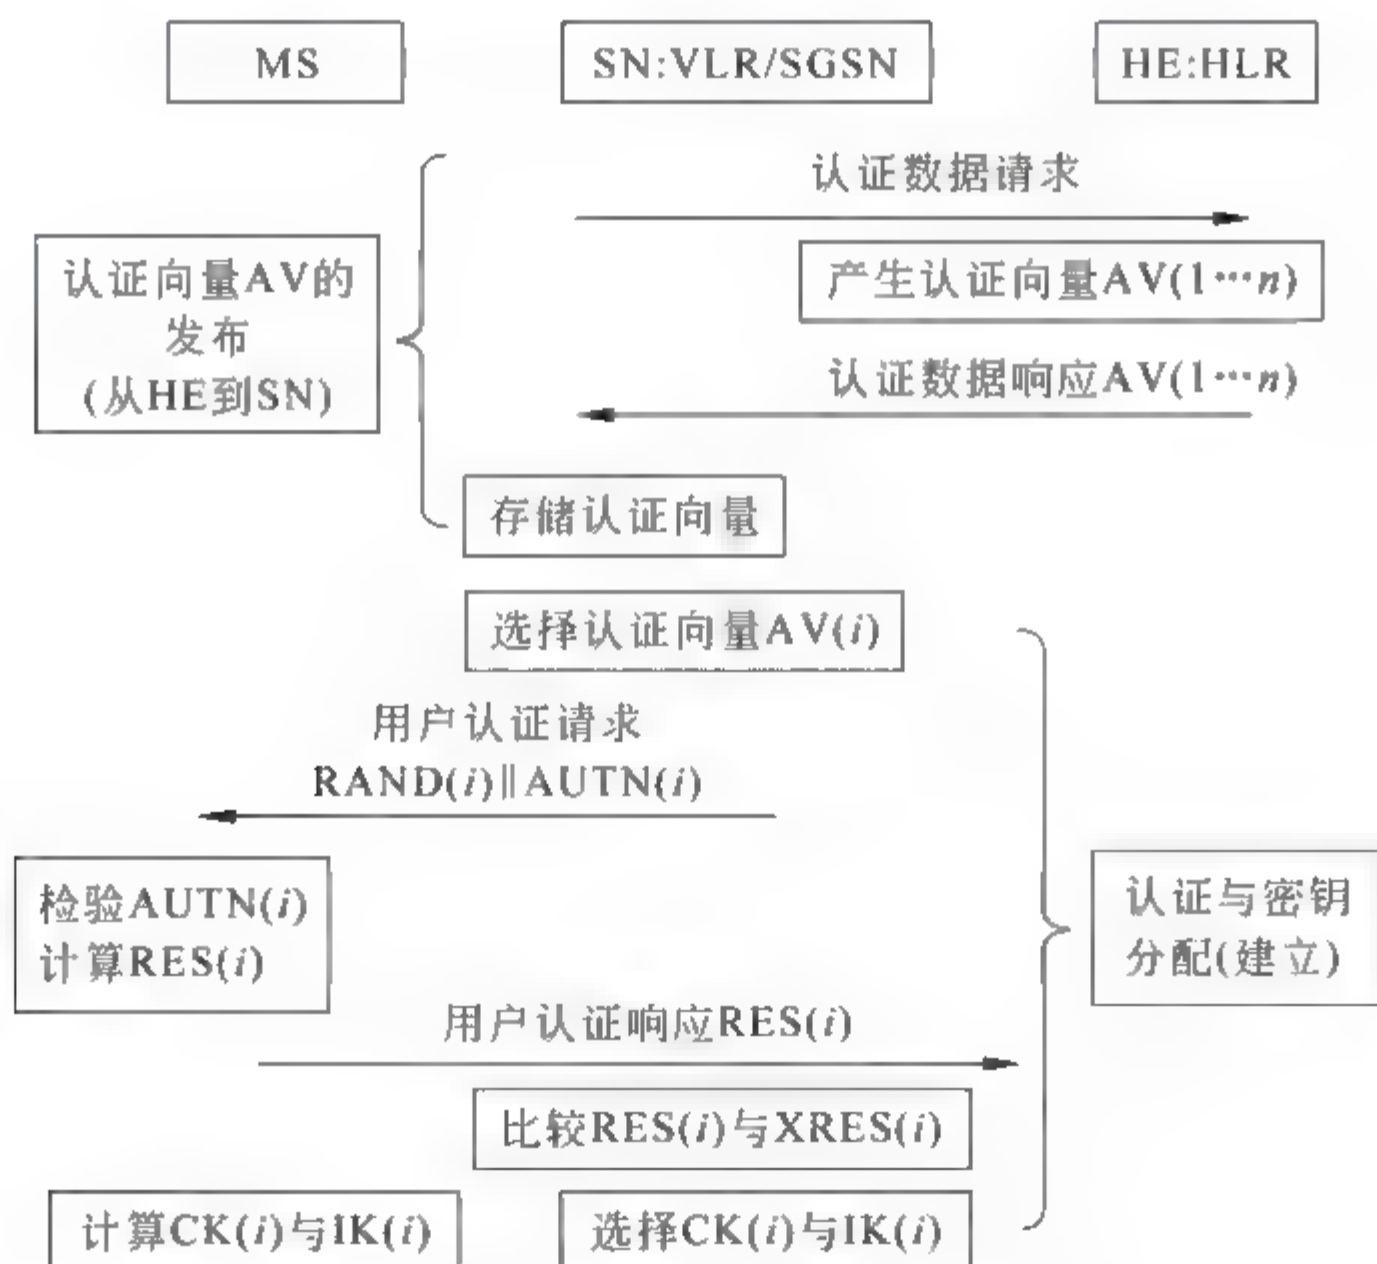 MS
SN:VLR/SGSN
HE:HLR
认证数据请求
认证向量AV的
发布
(从HE到SN)
产生认证向量AV(1…n)
认证数据响应AV(1…n)
存储认证向量
选择认证向量AV(i)
用户认证请求
RAND(i)‖AUTN(i)
检验AUTN(i)
计算RES(i)
认证与密钥
分配(建立)
用户认证响应RES(i)
比较RES(i)与XRES(i)
计算CK(i)与IK(i)
选择CK(i)与IK(i)